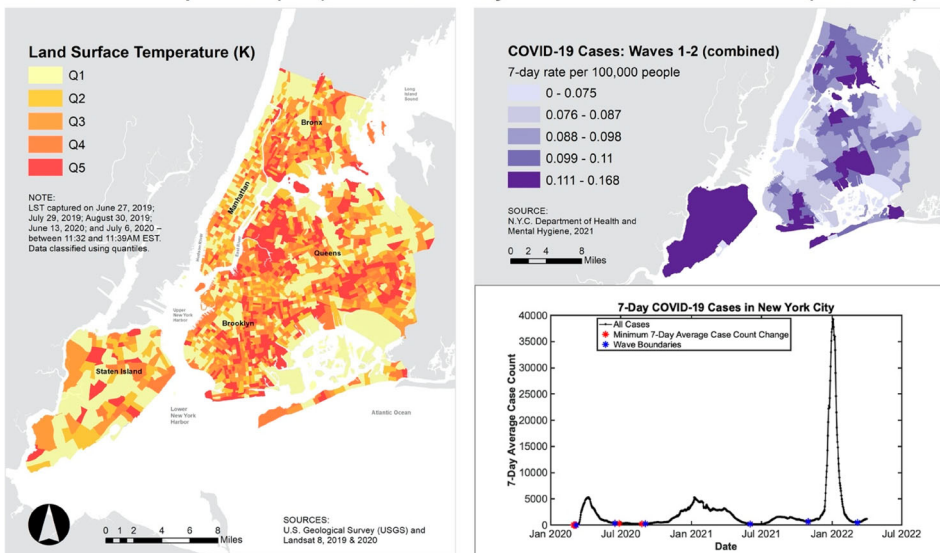 Land Surface Temperature (K)
Q1
Q2
Q3
Q4
Q5
NOTE:
LST captured on June 27, 2019;
July 29, 2019; August 30, 2019;
June 13, 2020; and July 6, 2020 –
between 11:32 and 11:39AM EST.
Data classified using quantiles.
Long
Island
Sound
Bronx
Manhattan
Queens
Upper
New York
Harbor
Brooklyn
Staten Island
Lower
New York
Harbor
Atlantic Ocean
0 1 2 4 6 8
Miles
SOURCES:
U.S. Geological Survey (USGS) and
Landsat 8, 2019 & 2020
COVID-19 Cases: Waves 1-2 (combined)
7-day rate per 100,000 people
0 - 0.075
0.076 - 0.087
0.088 - 0.098
0.099 - 0.11
0.111 - 0.168
SOURCE:
N.Y.C. Department of Health and
Mental Hygiene, 2021
0 2 4 8
Miles
7-Day COVID-19 Cases in New York City
All Cases
Minimum 7-Day Average Case Count Change
Wave Boundaries
7-Day Average Case Count
40000
35000
30000
25000
20000
15000
10000
5000
0
Jan 2020 Jul 2020 Jan 2021 Jul 2021 Jan 2022 Jul 2022
Date